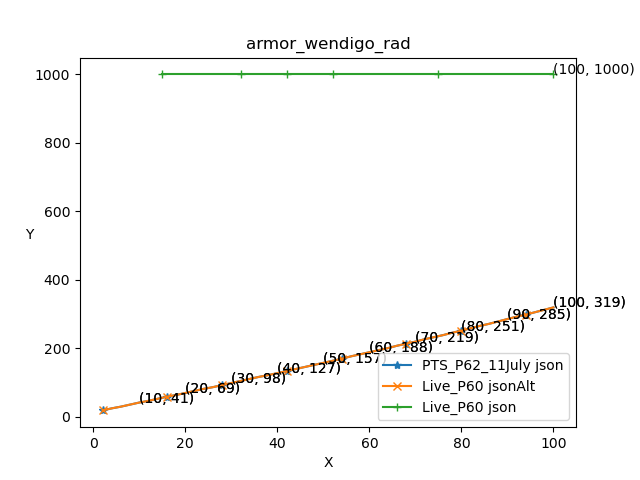 armor_wendigo_rad
1000
(100, 1000)
800
600
Y
400
(100, 319)
(90, 285)
(80, 251)
(70, 219)
200
(60, 188)
(50, 157)
(40, 127)
(30, 98)
(20, 69)
(10, 41)
0
PTS_P62_11July json
Live_P60 jsonAlt
Live_P60 json
0 20 40 60 80 100
X